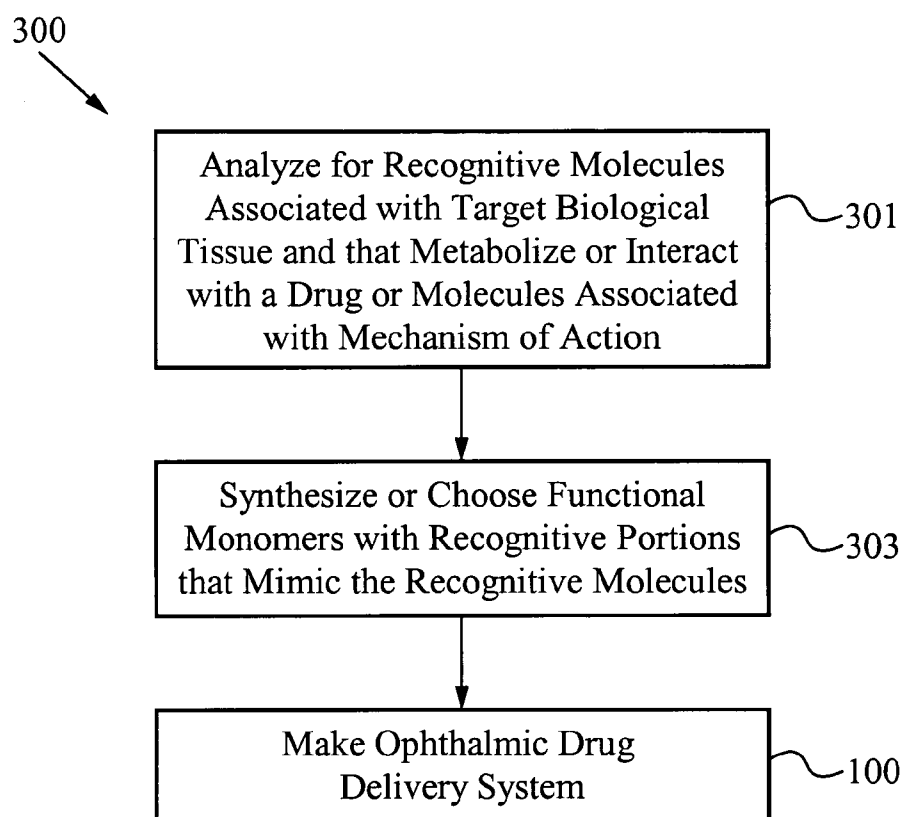 300
Analyze for Recognitive Molecules
Associated with Target Biological
Tissue and that Metabolize or Interact
with a Drug or Molecules Associated
with Mechanism of Action
301
Synthesize or Choose Functional
Monomers with Recognitive Portions
that Mimic the Recognitive Molecules
303
Make Ophthalmic Drug
Delivery System
100